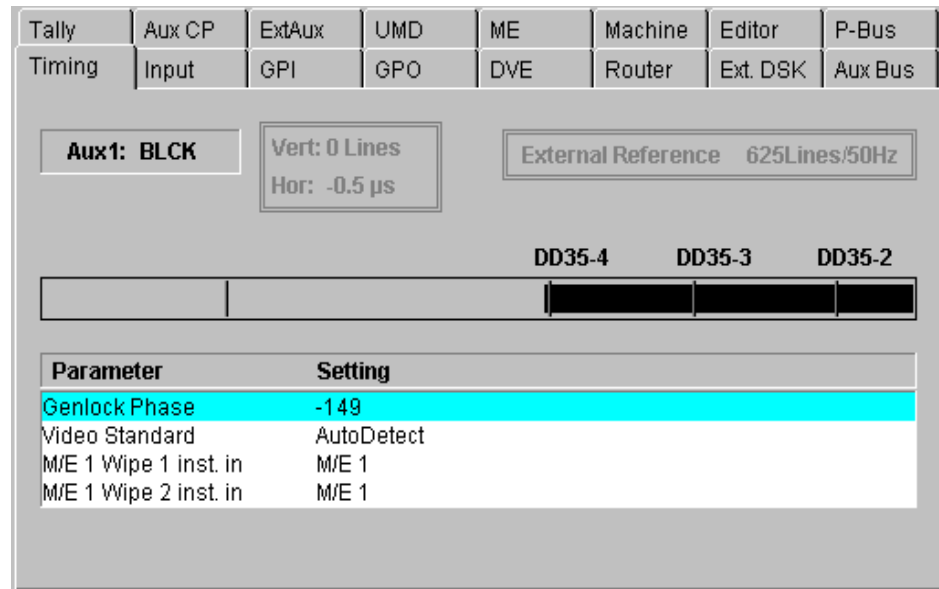 Tally Aux CP ExtAux UMD ME Machine Editor P-Bus
Timing Input GPI GPO DVE Router Ext. DSK Aux Bus
Aux1: BLCK
Vert: 0 Lines
Hor: -0.5 µs
External Reference 625Lines/50Hz
DD35-4 DD35-3 DD35-2
Parameter Setting
Genlock Phase -149
Video Standard AutoDetect
M/E 1 Wipe 1 inst. in M/E 1
M/E 1 Wipe 2 inst. in M/E 1